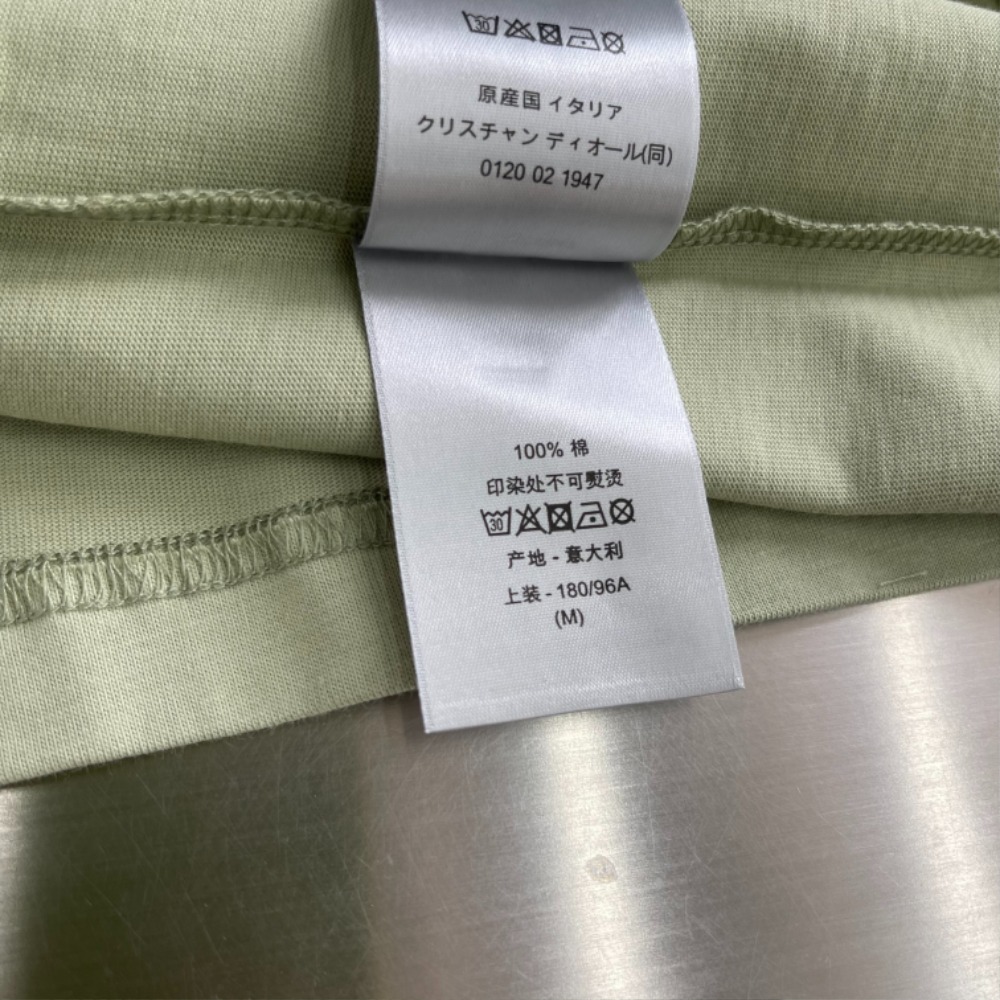 30
原産国 イタリア
クリスチャン ディオール(同)
0120 02 1947
100% 棉
印染处不可熨烫
30
产地 - 意大利
上装 - 180/96A
(M)